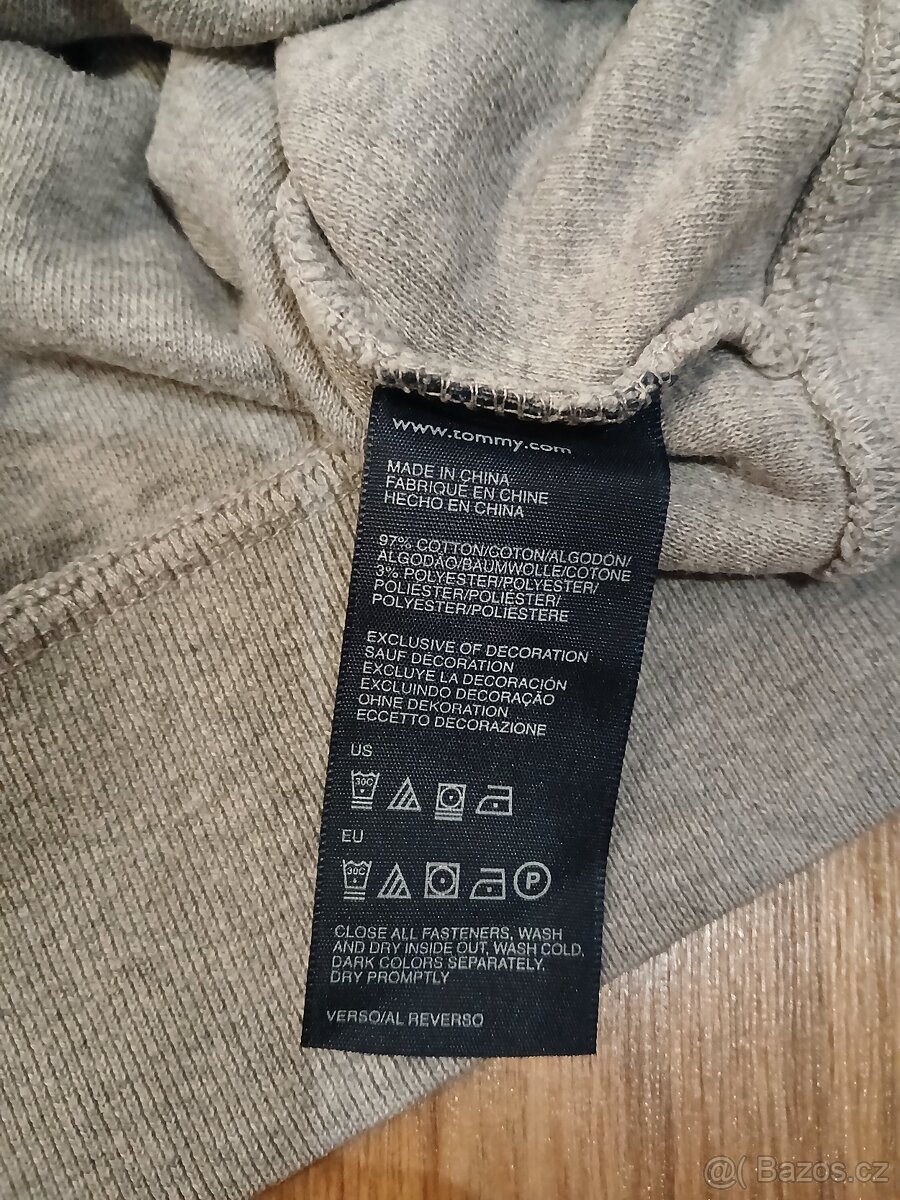 www.tommy.com
MADE IN CHINA
FABRIQUE EN CHINE
HECHO EN CHINA
97% COTTON/COTON/ALGODÓN/
ALGODÃO/BAUMWOLLE/COTONE
3% POLYESTER/POLYESTER/
POLIÉSTER/POLIÉSTER/
POLYESTER/POLIESTERE
EXCLUSIVE OF DECORATION
SAUF DÉCORATION
EXCLUYE LA DECORACIÓN
EXCLUINDO DECORAÇÃO
OHNE DEKORATION
ECCETTO DECORAZIONE
US
30C
EU
30C P
CLOSE ALL FASTENERS, WASH
AND DRY INSIDE OUT, WASH COLD,
DARK COLORS SEPARATELY,
DRY PROMPTLY
VERSO/AL REVERSO
@( Bazos.cz